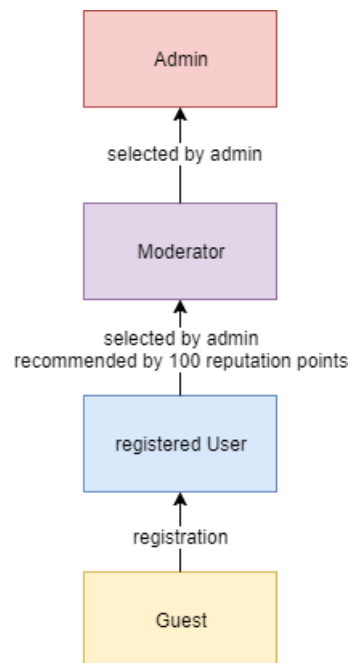 Admin
selected by admin
Moderator
selected by admin
recommended by 100 reputation points
registered User
registration
Guest